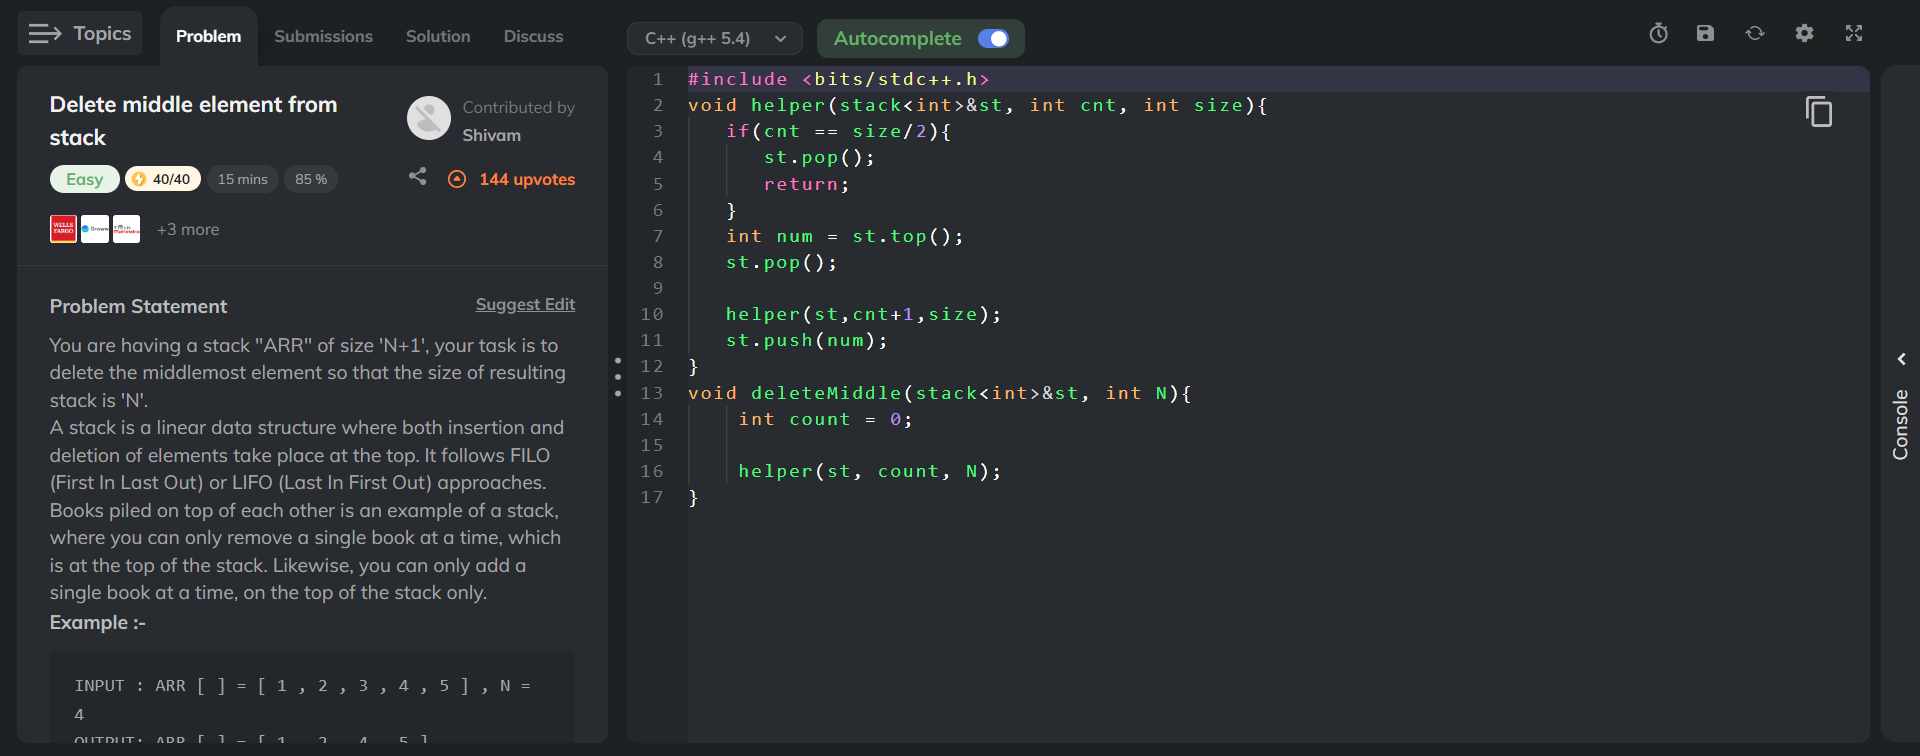 Topics
Problem
Submissions
Solution
Discuss
Delete middle element from
stack
Contributed by
Shivam
Easy
40/40
15 mins
85 %
144 upvotes
WELLS
FARGO
Groww
+3 more
Problem Statement
Suggest Edit
You are having a stack "ARR" of size 'N+1', your task is to
delete the middlemost element so that the size of resulting
stack is 'N'.
A stack is a linear data structure where both insertion and
deletion of elements take place at the top. It follows FILO
(First In Last Out) or LIFO (Last In First Out) approaches.
Books piled on top of each other is an example of a stack,
where you can only remove a single book at a time, which
is at the top of the stack. Likewise, you can only add a
single book at a time, on the top of the stack only.
Example :-
INPUT : ARR [ ] = [ 1 , 2 , 3 , 4 , 5 ] , N =
4
OUTPUT: ARR [ ] = [ 1 , 2 , 4 , 5 ]
C++ (g++ 5.4)
Autocomplete
1 #include <bits/stdc++.h>
2 void helper(stack<int>&st, int cnt, int size){
3 if(cnt == size/2){
4 st.pop();
5 return;
6 }
7 int num = st.top();
8 st.pop();
9
10 helper(st,cnt+1,size);
11 st.push(num);
12 }
13 void deleteMiddle(stack<int>&st, int N){
14 int count = 0;
15
16 helper(st, count, N);
17 }
Console